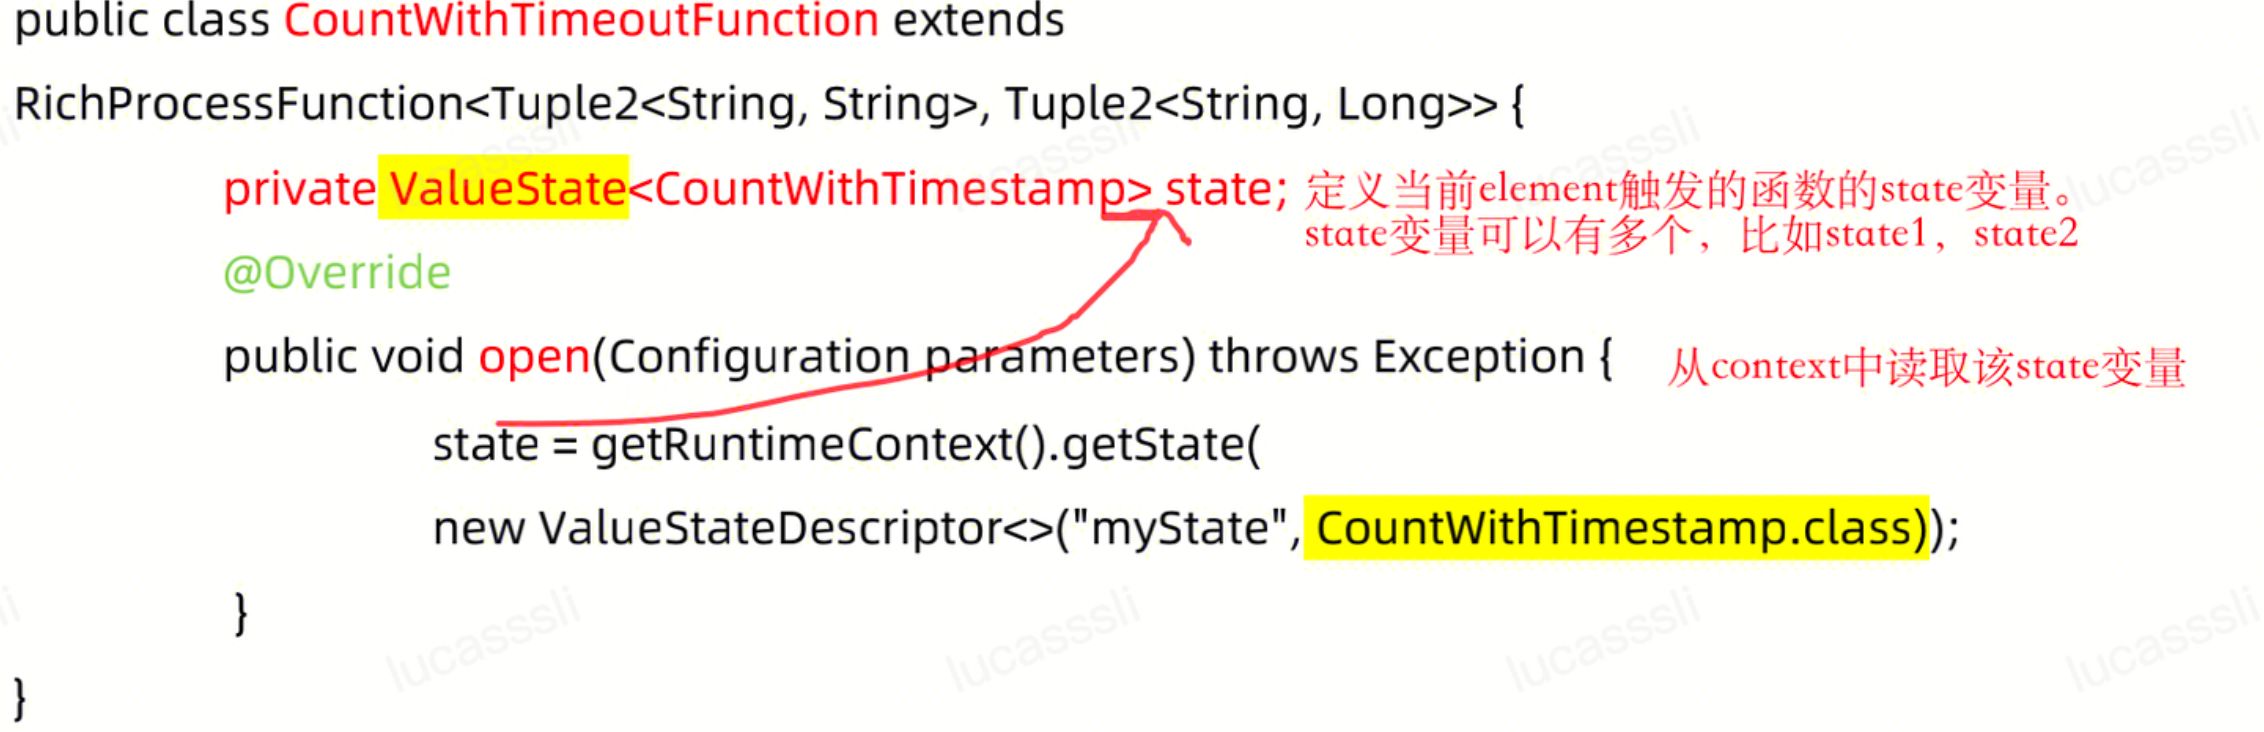 public class CountWithTimeoutFunction extends
RichProcessFunction<Tuple2<String, String>, Tuple2<String, Long>> {
private ValueState<CountWithTimestamp> state; 定义当前element触发的函数的state变量。
state变量可以有多个，比如state1，state2
@Override
public void open(Configuration parameters) throws Exception { 从context中读取该state变量
state = getRuntimeContext().getState(
new ValueStateDescriptor<>("myState", CountWithTimestamp.class));
}
}
lucasssli
lucasssli
lucasssli
lucasssli